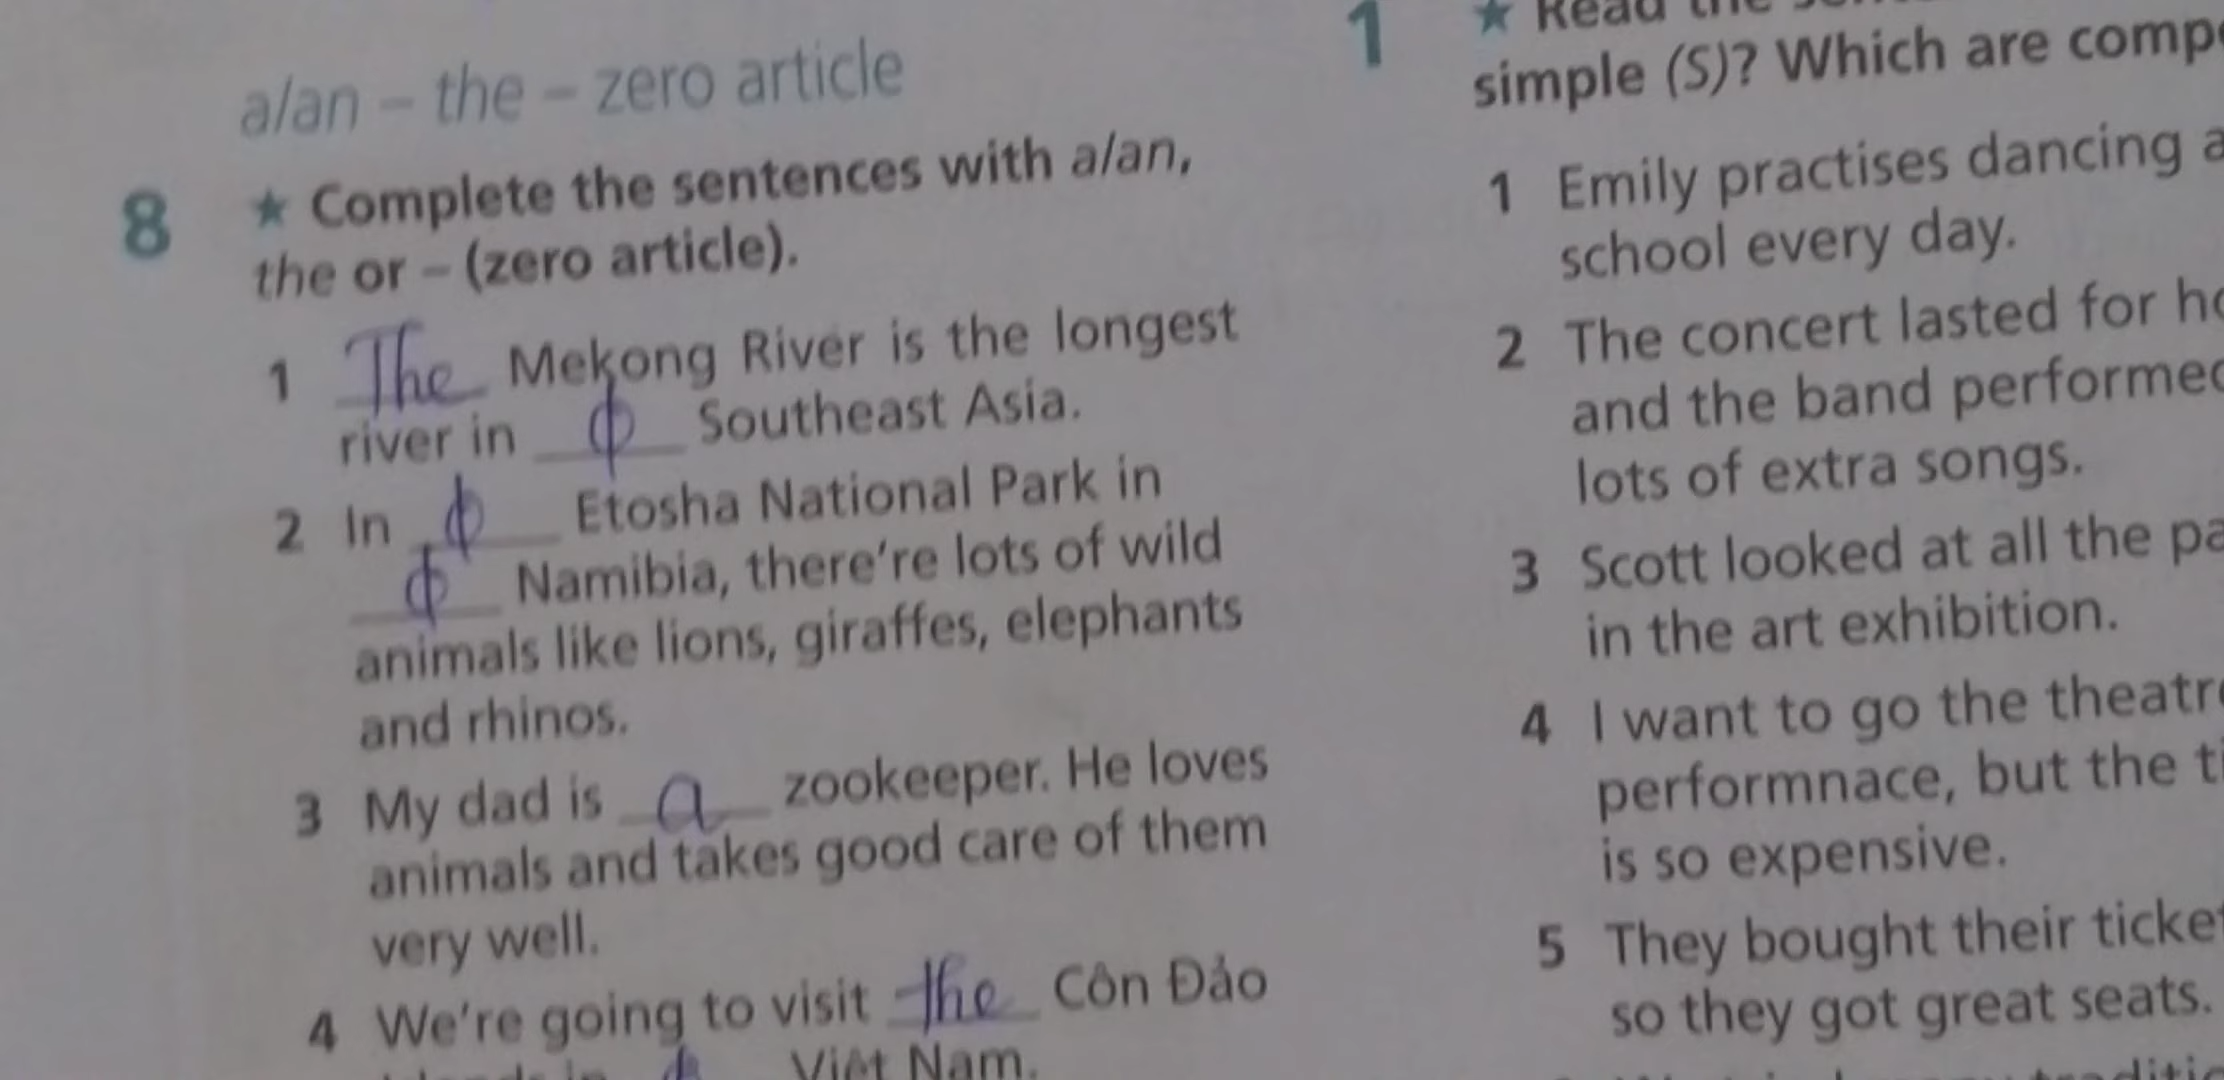 a/an – the – zero article
8 ★ Complete the sentences with a/an,
the or – (zero article).
1 The Mekong River is the longest
river in ϕ Southeast Asia.
2 In ϕ Etosha National Park in
ϕ Namibia, there're lots of wild
animals like lions, giraffes, elephants
and rhinos.
3 My dad is a zookeeper. He loves
animals and takes good care of them
very well.
4 We're going to visit the Côn Đảo
in ϕ Việt Nam.
1 ★ Read the
simple (S)? Which are
1 Emily practises dancing
school every day.
2 The concert lasted for
and the band
lots of extra songs.
3 Scott looked at all the
in the art exhibition.
4 I want to go the
performnace, but the
is so expensive.
5 They bought their
so they got great seats.